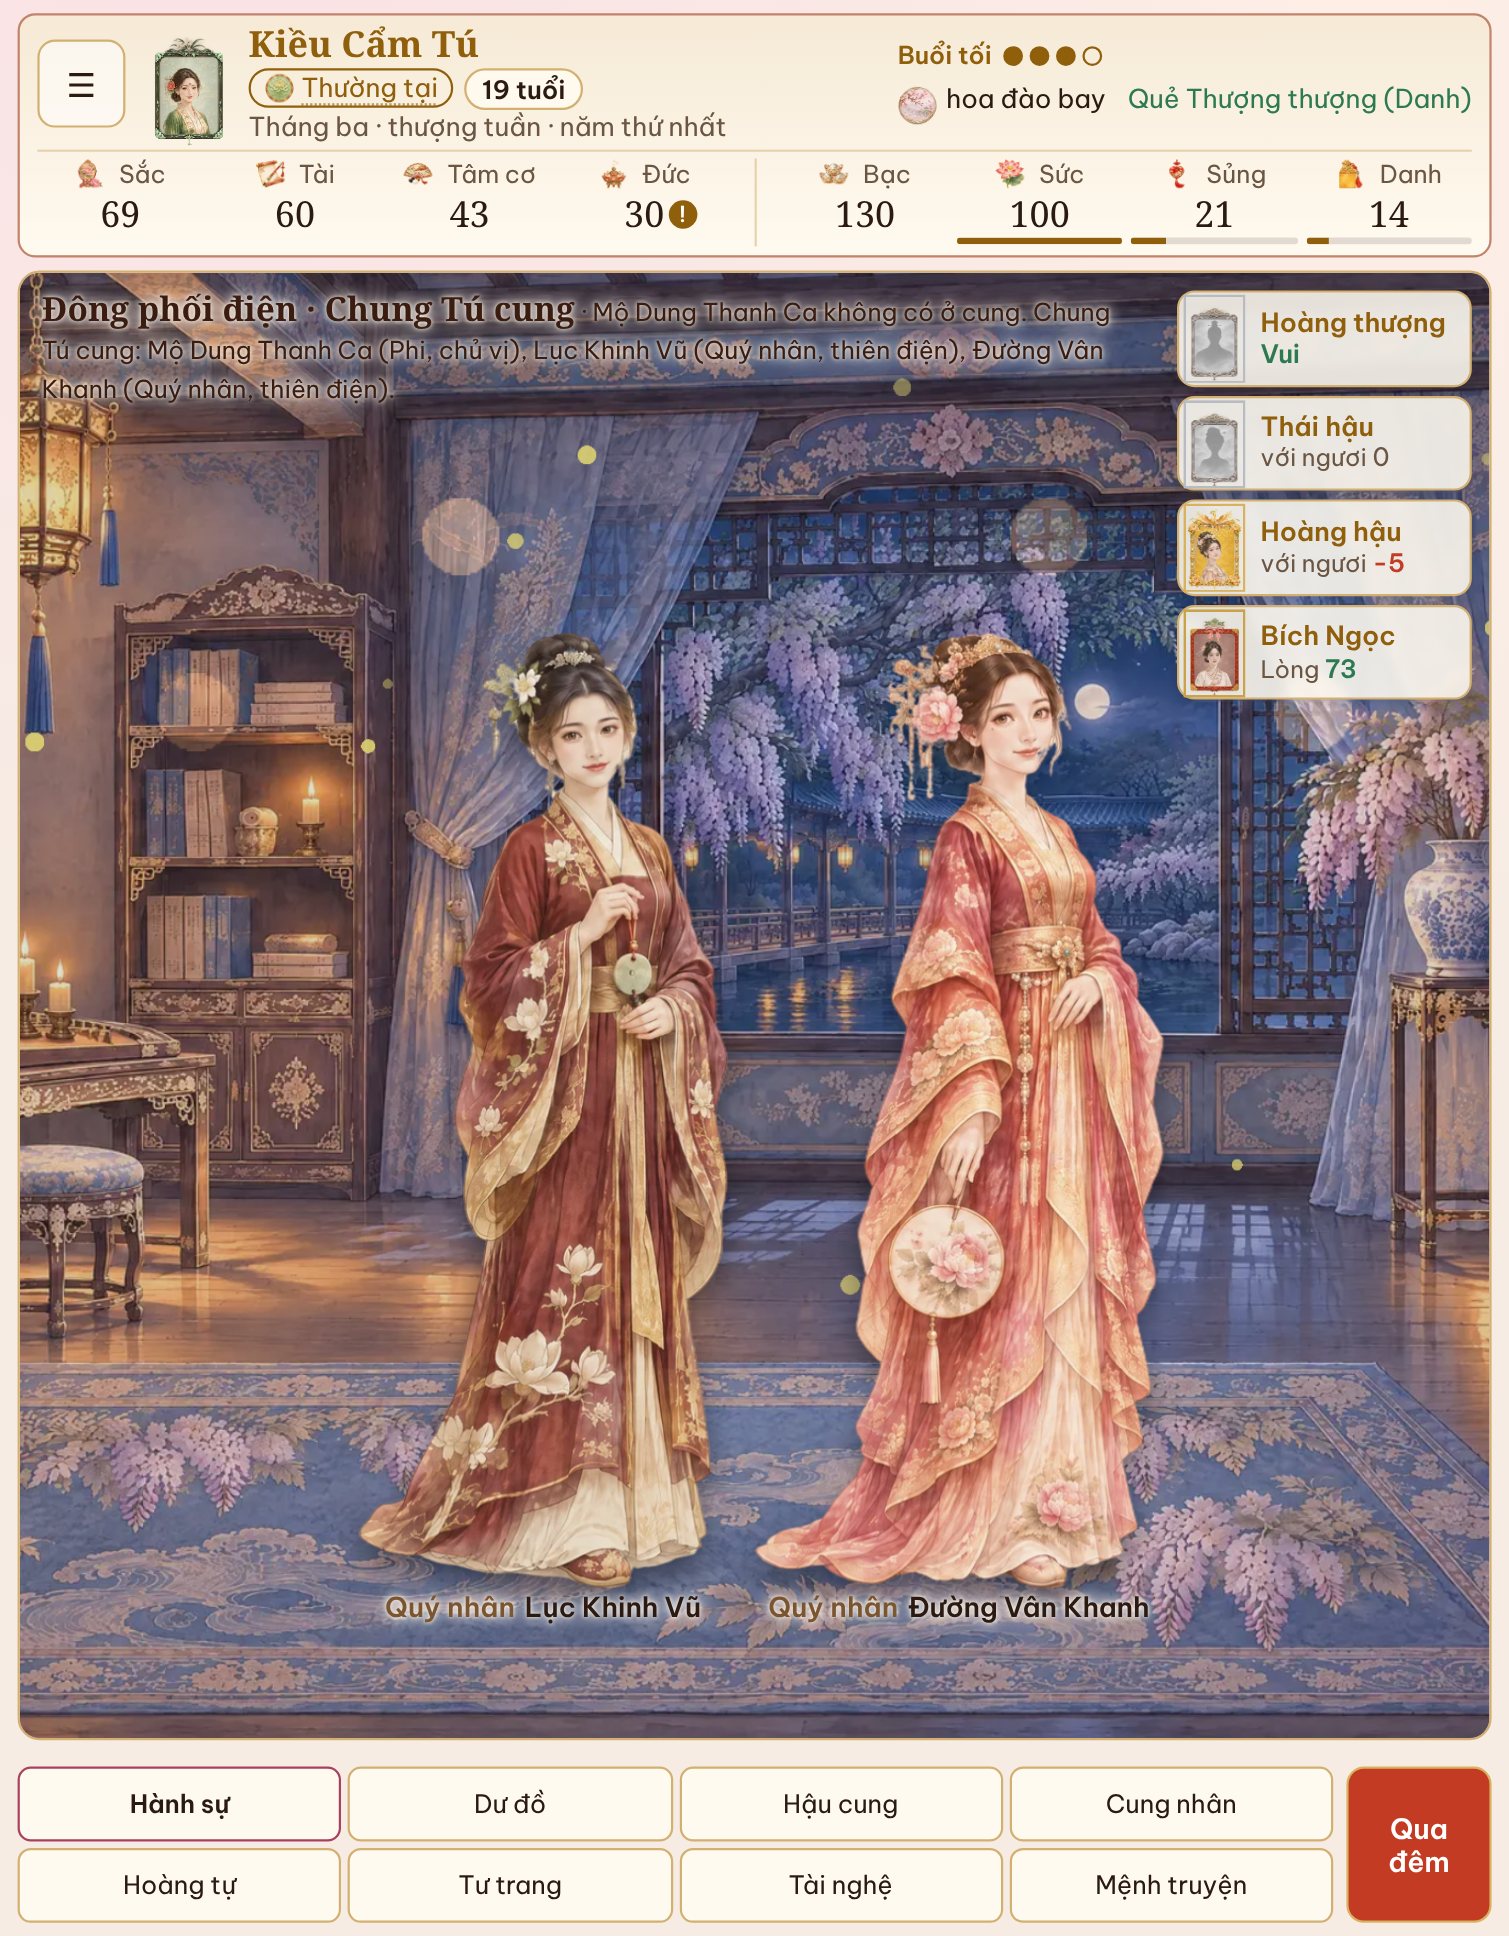 ☰
Kiều Cẩm Tú
Thường tại
19 tuổi
Tháng ba · thượng tuần · năm thứ nhất
Buổi tối
hoa đào bay
Quẻ Thượng thượng (Danh)
Sắc
69
Tài
60
Tâm cơ
43
Đức
30 !
Bạc
130
Sức
100
Sủng
21
Danh
14
Đông phối điện · Chung Tú cung · Mộ Dung Thanh Ca không có ở cung. Chung
Tú cung: Mộ Dung Thanh Ca (Phi, chủ vị), Lục Khinh Vũ (Quý nhân, thiên điện), Đường Vân
Khanh (Quý nhân, thiên điện).
Hoàng thượng
Vui
Thái hậu
với ngươi 0
Hoàng hậu
với ngươi -5
Bích Ngọc
Lòng 73
Quý nhân Lục Khinh Vũ
Quý nhân Đường Vân Khanh
Hành sự
Dư đồ
Hậu cung
Cung nhân
Hoàng tự
Tư trang
Tài nghệ
Mệnh truyện
Qua
đêm